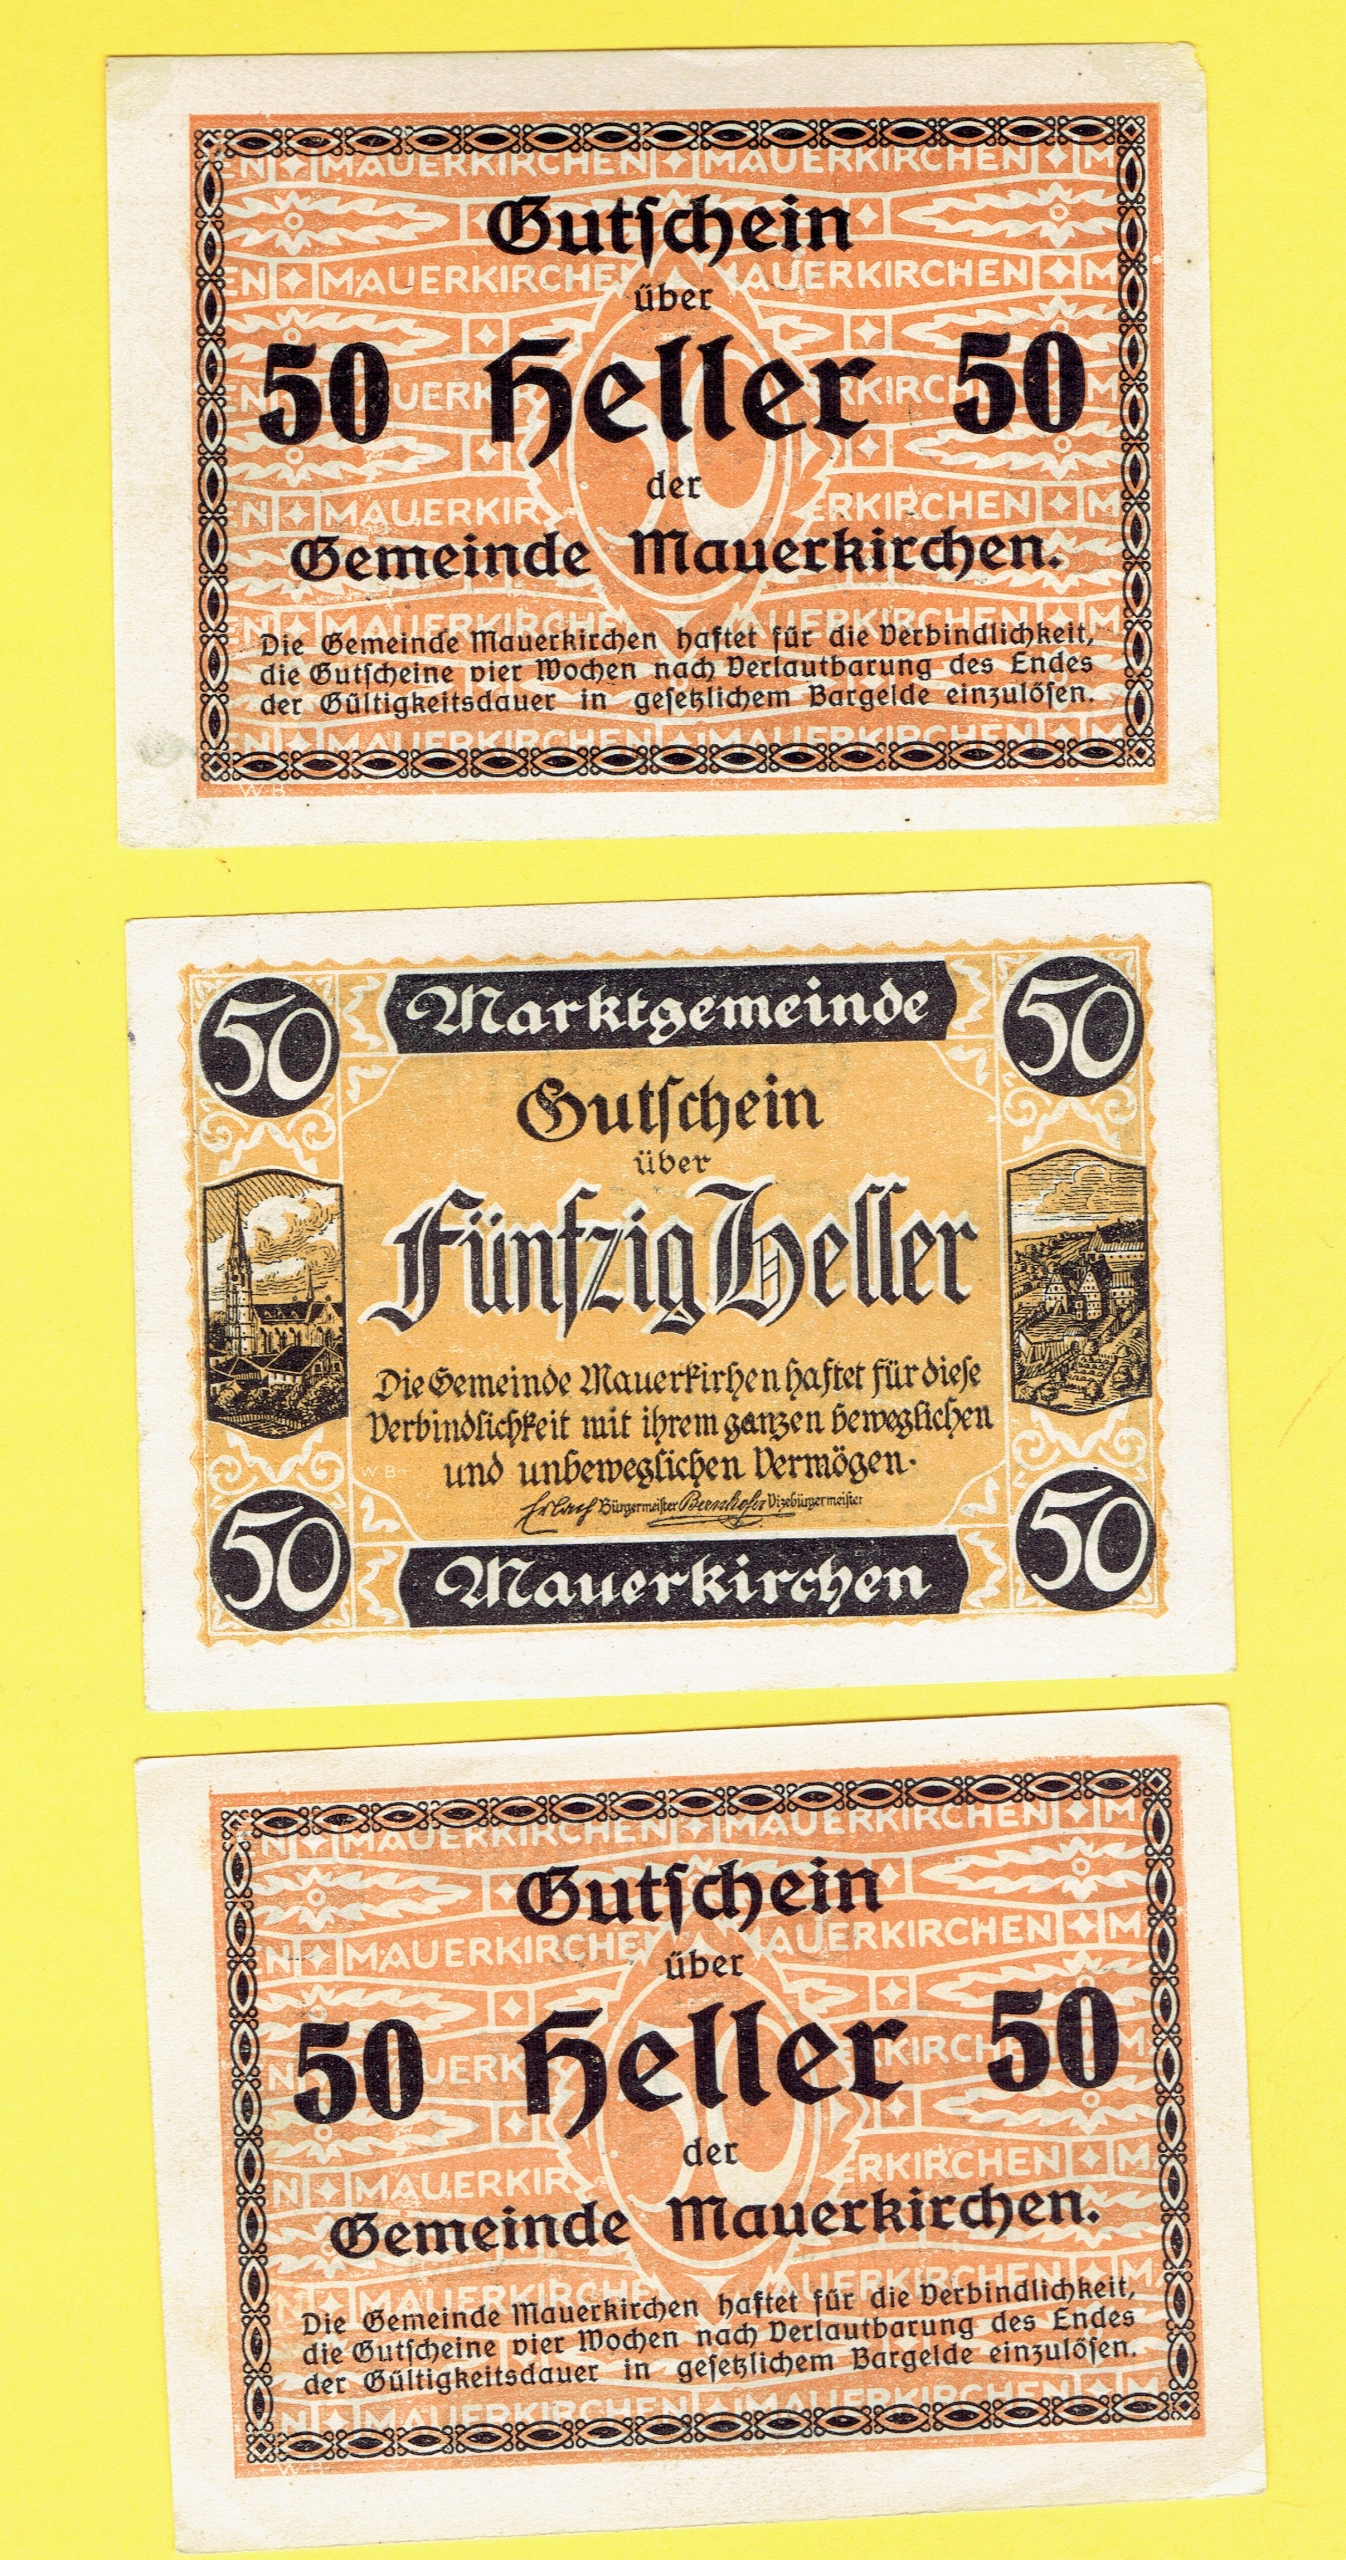 Gutschein
über
50 Heller 50
der
Gemeinde Mauerkirchen.
Die Gemeinde Mauerkirchen haftet für die Verbindlichkeit,
die Gutscheine vier Wochen nach Verlautbarung des Endes
der Gültigkeitsdauer in gesetzlichem Bargelde einzulösen.
W.B
50 Marktgemeinde 50
Gutschein
über
Fünfzig Heller
Die Gemeinde Mauerkirhen haftet für diese
Verbindlichkeit mit ihrem ganzen beweglichen
und unbeweglichen Vermögen.
W B
Bürgermeister Vizebürgermeister
50 Mauerkirchen 50
Gutschein
über
50 Heller 50
der
Gemeinde Mauerkirchen.
Die Gemeinde Mauerkirchen haftet für die Verbindlichkeit,
die Gutscheine vier Wochen nach Verlautbarung des Endes
der Gültigkeitsdauer in gesetzlichem Bargelde einzulösen.